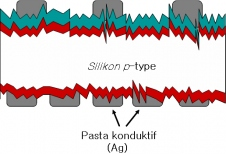 Silikon p-type
Pasta konduktif
(Ag)